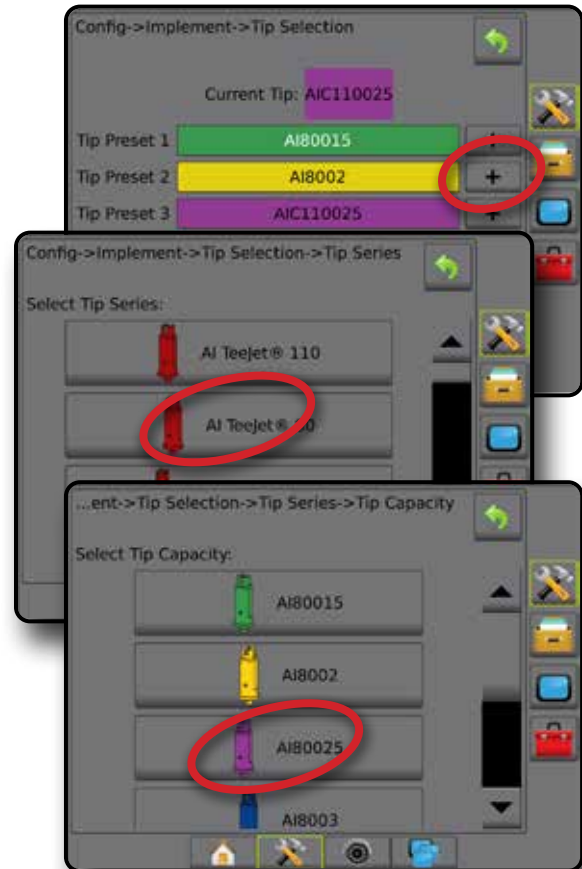 Config->Implement->Tip Selection
Current Tip: AIC110025
Tip Preset 1 AI80015 +
Tip Preset 2 AI8002 +
Tip Preset 3 AIC110025 +
Config->Implement->Tip Selection->Tip Series
Select Tip Series:
AI TeeJet® 110
AI TeeJet® 80
...ent->Tip Selection->Tip Series->Tip Capacity
Select Tip Capacity:
AI80015
AI8002
AI80025
AI8003